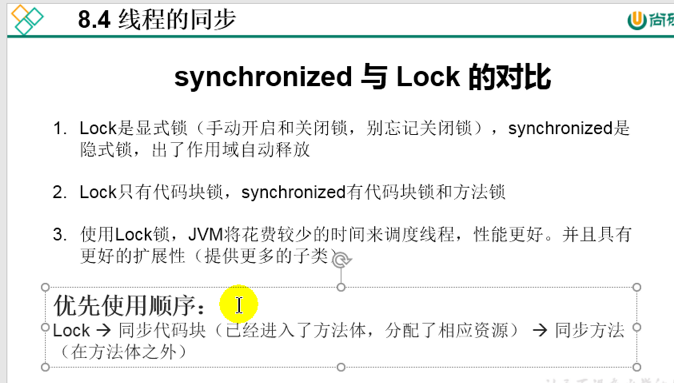 8.4 线程的同步
尚
synchronized 与 Lock 的对比
1. Lock是显式锁（手动开启和关闭锁，别忘记关闭锁），synchronized是
隐式锁，出了作用域自动释放
2. Lock只有代码块锁，synchronized有代码块锁和方法锁
3. 使用Lock锁，JVM将花费较少的时间来调度线程，性能更好。并且具有
更好的扩展性（提供更多的子类）
优先使用顺序：
Lock → 同步代码块（已经进入了方法体，分配了相应资源） → 同步方法
（在方法体之外）